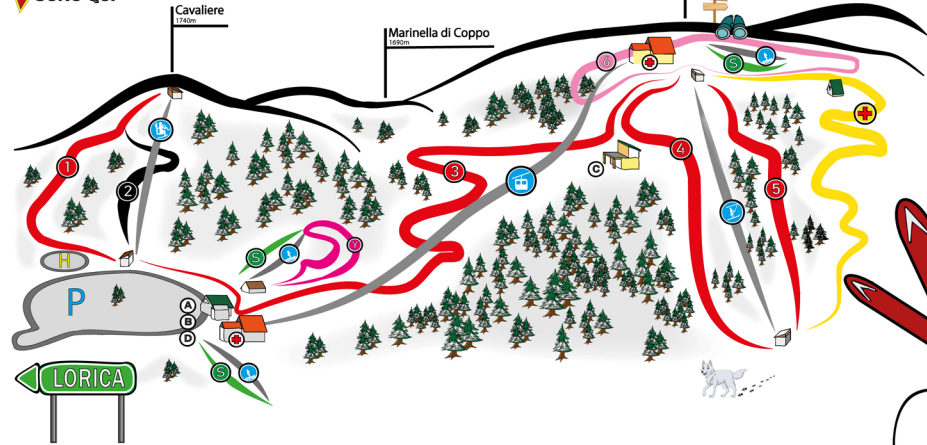 Cavaliere
1740m
Marinella di Coppo
1690m
6
S
1
2
3
4
5
C
H
S
Y
P
A
B
D
S
LORICA